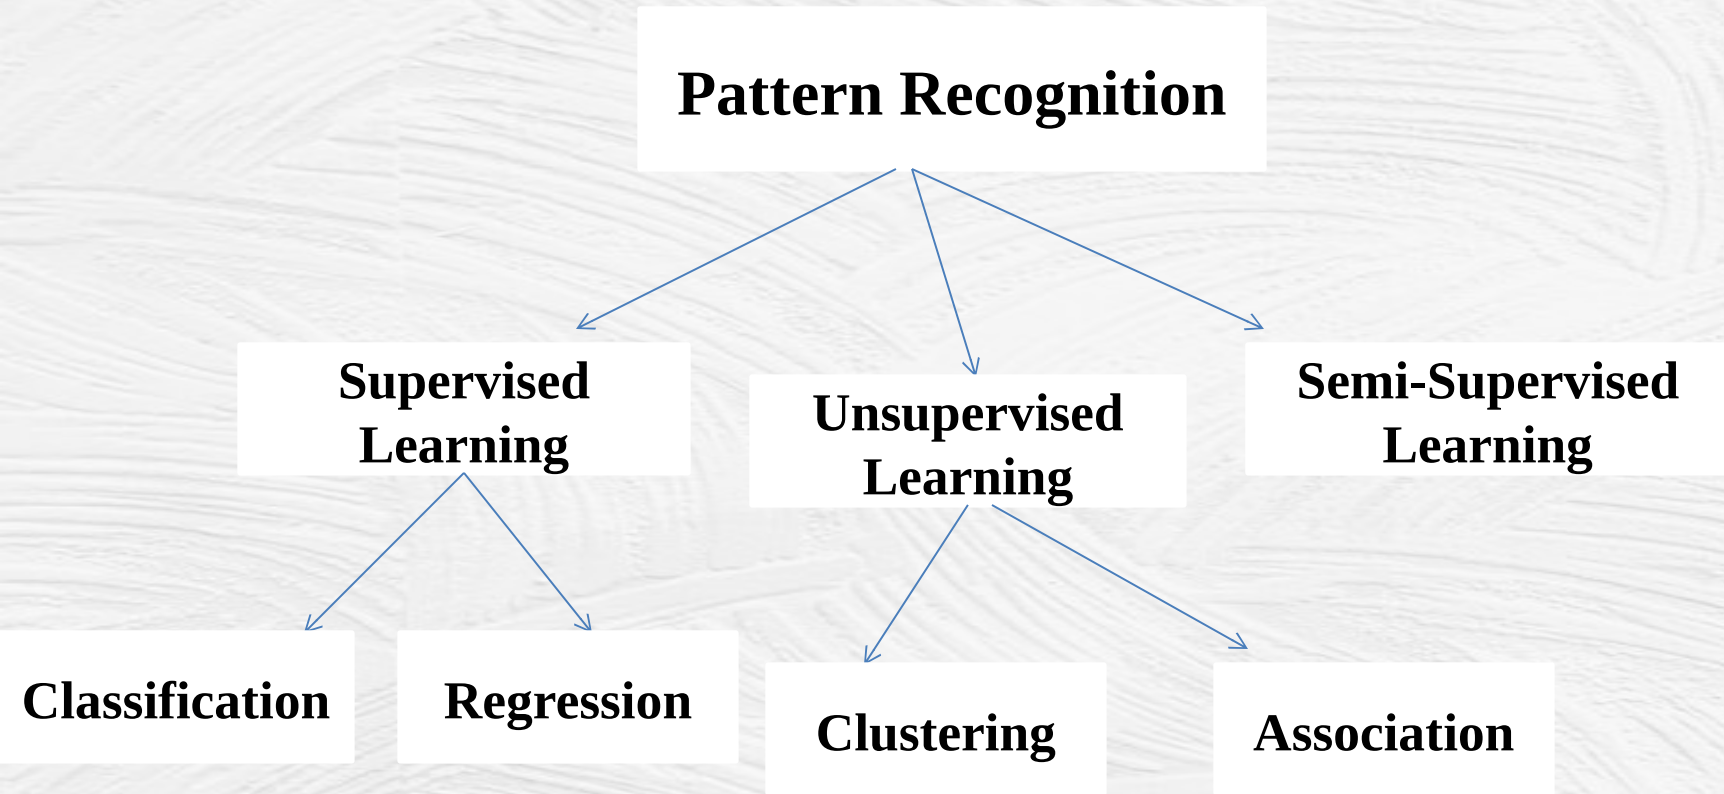 Pattern Recognition
Supervised
Learning
Unsupervised
Learning
Semi-Supervised
Learning
Classification
Regression
Clustering
Association